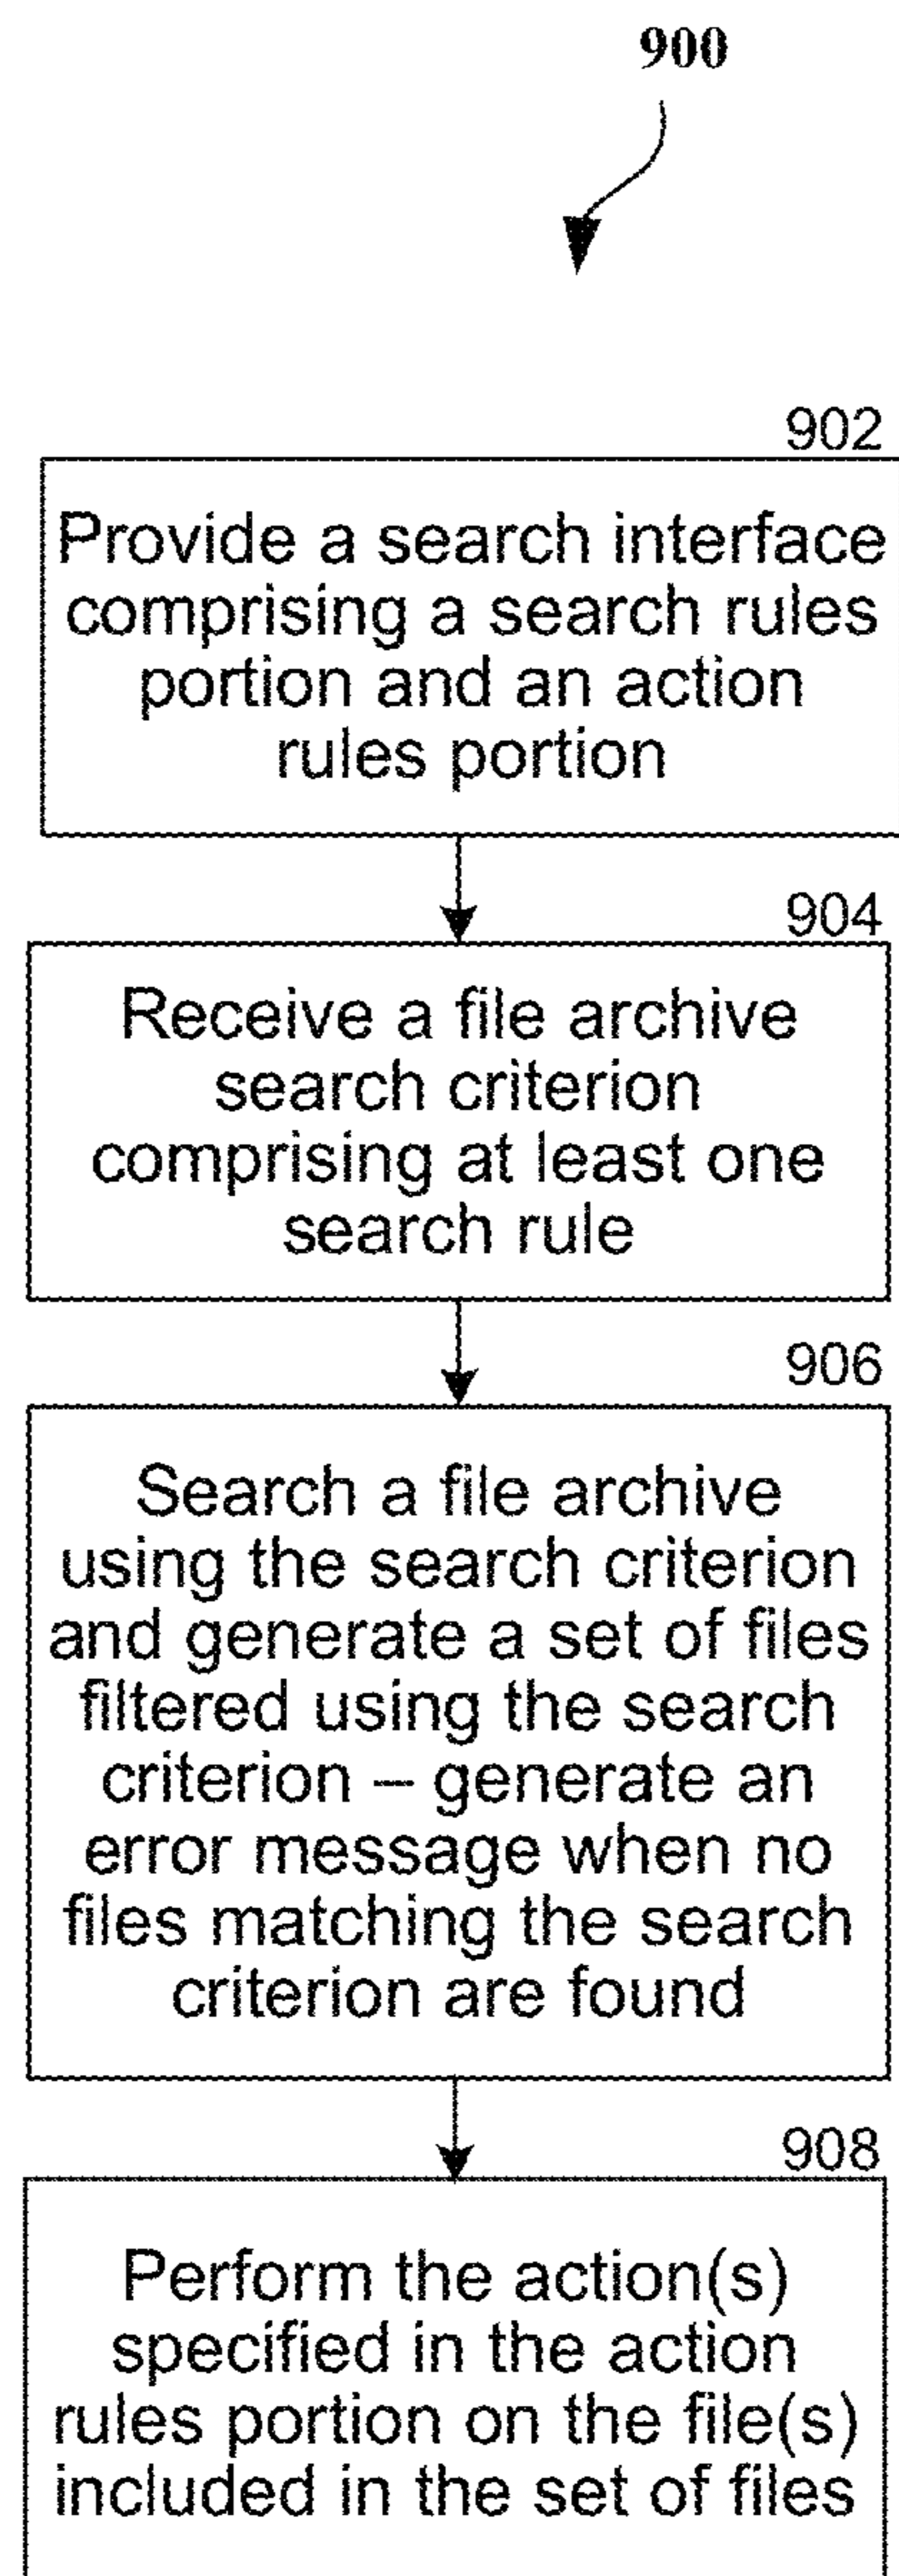 900
902
Provide a search interface
comprising a search rules
portion and an action
rules portion
904
Receive a file archive
search criterion
comprising at least one
search rule
906
Search a file archive
using the search criterion
and generate a set of files
filtered using the search
criterion – generate an
error message when no
files matching the search
criterion are found
908
Perform the action(s)
specified in the action
rules portion on the file(s)
included in the set of files